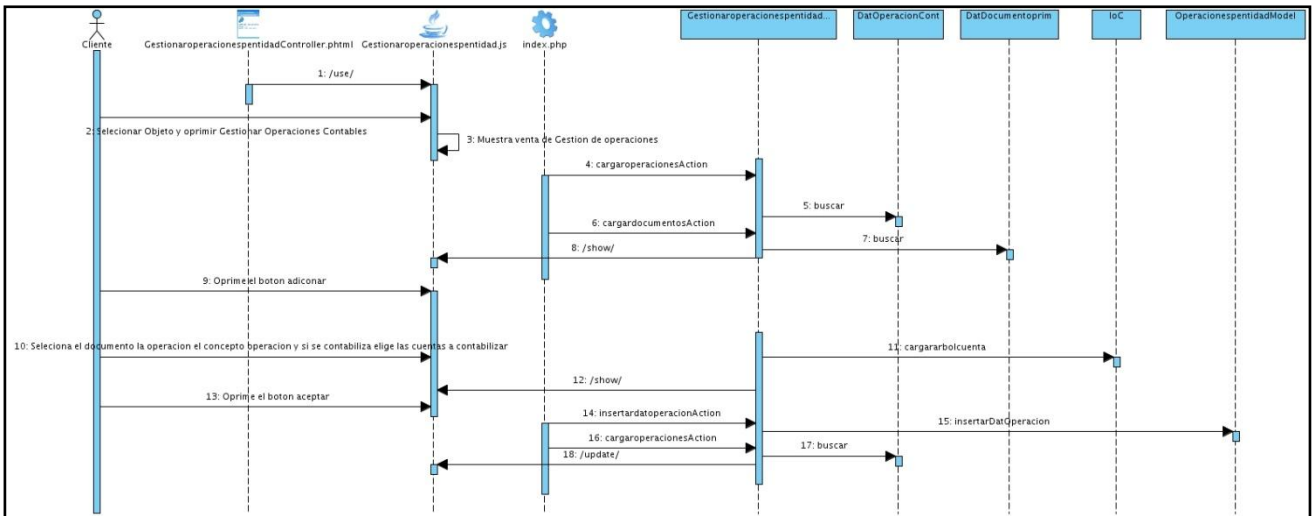 Gestionaroperacionespentidad...
DatOperacionCont
DatDocumentoprim
IoC
OperacionespentidadModel
Cliente
GestionaroperacionespentidadController.phtml
Gestionaroperacionespentidad.js
index.php
1: /use/
2: Selecionar Objeto y oprimir Gestionar Operaciones Contables
3: Muestra venta de Gestion de operaciones
4: cargaroperacionesAction
5: buscar
6: cargardocumentosAction
7: buscar
8: /show/
9: Oprime el boton adiconar
10: Seleciona el documento la operacion el concepto operacion y si se contabiliza elige las cuentas a contabilizar
11: cargararbolcuenta
12: /show/
13: Oprime el boton aceptar
14: insertardatoperacionAction
15: insertarDatOperacion
16: cargaroperacionesAction
17: buscar
18: /update/